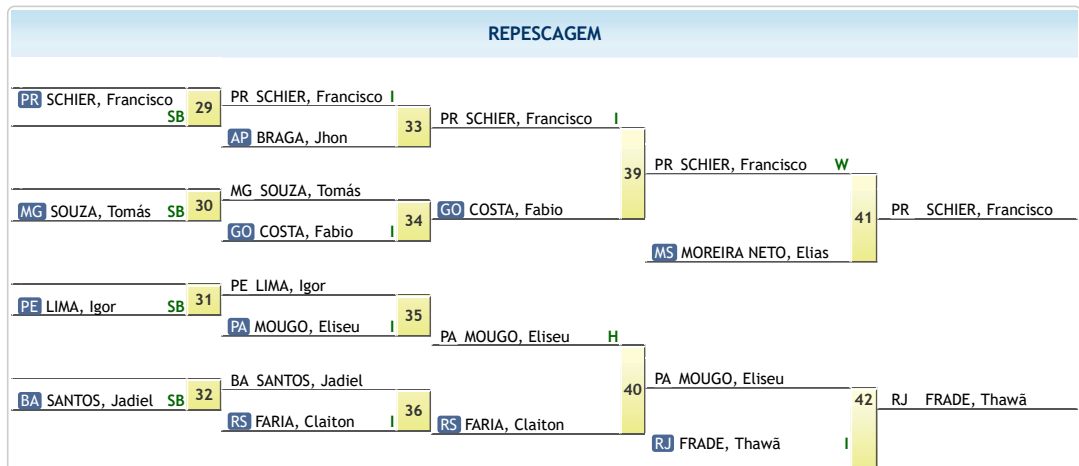 REPESCAGEM
PR SCHIER, Francisco
SB
29
PR SCHIER, Francisco I
AP BRAGA, Jhon
33
PR SCHIER, Francisco I
MG SOUZA, Tomás SB
30
MG SOUZA, Tomás
GO COSTA, Fabio I
34
GO COSTA, Fabio
39
PR SCHIER, Francisco W
MS MOREIRA NETO, Elias
41
PR SCHIER, Francisco
PE LIMA, Igor SB
31
PE LIMA, Igor
PA MOUGO, Eliseu I
35
PA MOUGO, Eliseu H
BA SANTOS, Jadiel SB
32
BA SANTOS, Jadiel
RS FARIA, Claiton I
36
RS FARIA, Claiton
40
PA MOUGO, Eliseu
RJ FRADE, Thawã I
42
RJ FRADE, Thawã